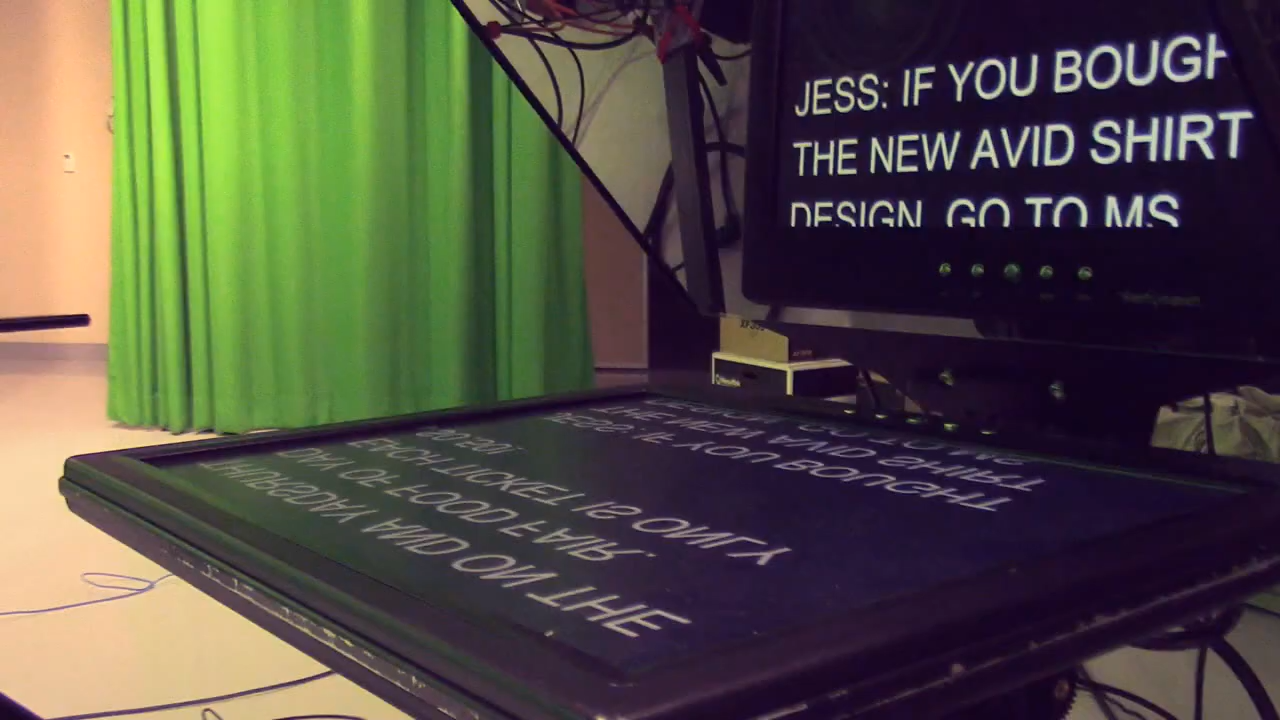 JESS: IF YOU BOUGH
THE NEW AVID SHIRT
DESIGN, GO TO MS
THURSDAY AND ON THE
DAY OF FOOD FAIR.
EACH TICKET IS ONLY
JESS: IF YOU BOUGHT
THE NEW AVID SHIRT